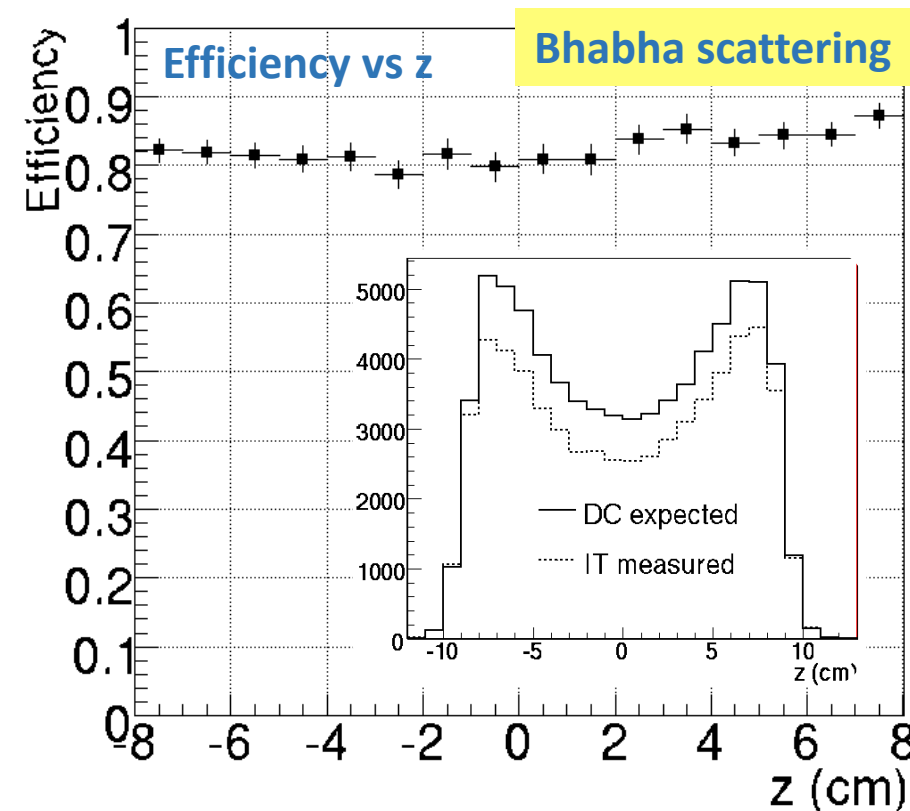 Efficiency vs z
Bhabha scattering
Efficiency
1
0.9
0.8
0.7
0.6
0.5
0.4
0.3
0.2
0.1
0
-8 -6 -4 -2 0 2 4 6 8
z (cm)
5000
4000
3000
2000
1000
0
DC expected
IT measured
-10 -5 0 5 10
z (cm)